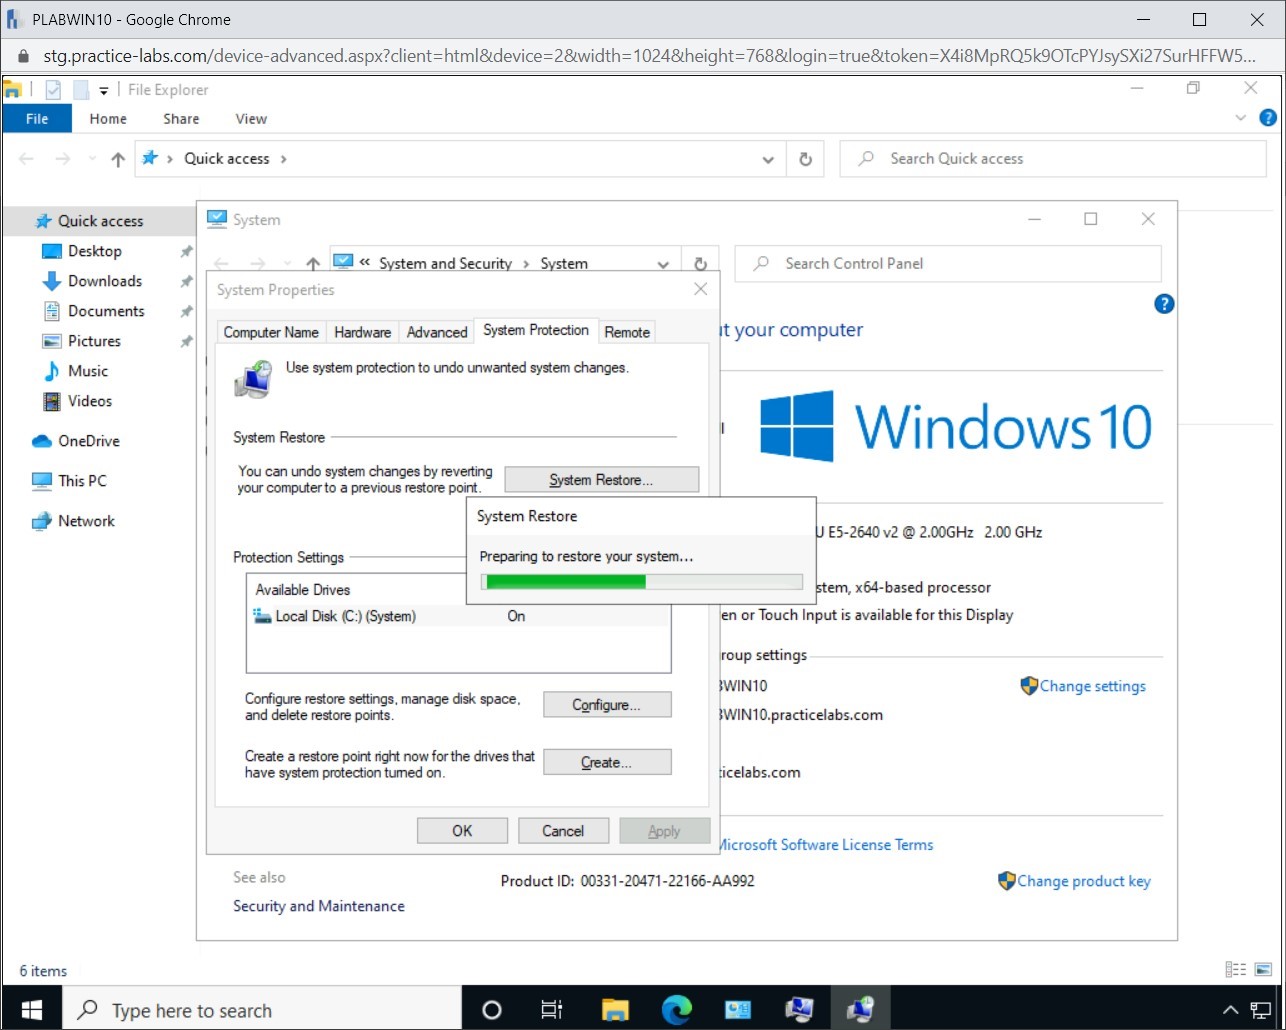 PLABWIN10 - Google Chrome
stg.practice-labs.com/device-advanced.aspx?client=html&device=2&width=1024&height=768&login=true&token=X4i8MpRQ5k9OTcPYJsySXi27SurHFFW5...
File Explorer
File Home Share View
Quick access
Search Quick access
Quick access
Desktop
Downloads
Documents
Pictures
Music
Videos
OneDrive
This PC
Network
System
« System and Security › System
Search Control Panel
System Properties
Computer Name Hardware Advanced System Protection Remote
Use system protection to undo unwanted system changes.
System Restore
You can undo system changes by reverting
your computer to a previous restore point.
System Restore...
System Restore
Preparing to restore your system...
Protection Settings
Available Drives
Local Disk (C:) (System) On
Configure restore settings, manage disk space,
and delete restore points.
Configure...
Create a restore point right now for the drives that
have system protection turned on.
Create...
OK Cancel Apply
ut your computer
Windows 10
U E5-2640 v2 @ 2.00GHz 2.00 GHz
stem, x64-based processor
en or Touch Input is available for this Display
roup settings
BWIN10
Change settings
BWIN10.practicelabs.com
ticelabs.com
Microsoft Software License Terms
Product ID: 00331-20471-22166-AA992
Change product key
See also
Security and Maintenance
6 items
Type here to search